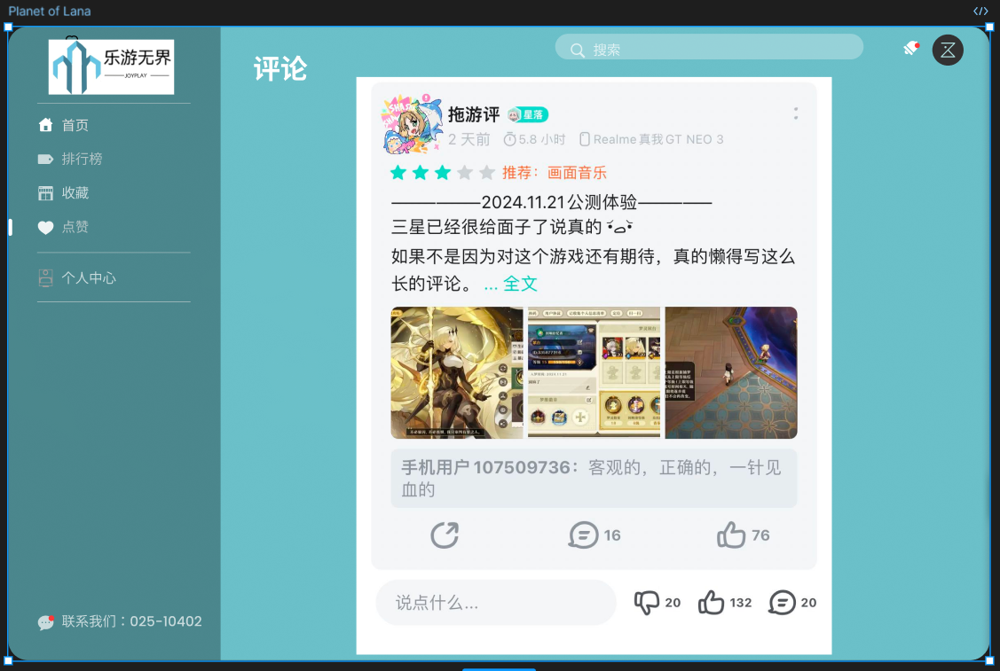 Planet of Lana
</>
乐游无界
JOYPLAY
首页
排行榜
收藏
点赞
个人中心
联系我们：025-10402
评论
搜索
拖游评 星落
2 天前 5.8 小时 Realme 真我 GT NEO 3
推荐：画面音乐
—————2024.11.21公测体验————
三星已经很给面子了说真的
如果不是因为对这个游戏还有期待，真的懒得写这么
长的评论。 ... 全文
手机用户 107509736：客观的，正确的，一针见
血的
16
76
说点什么...
20
132
20